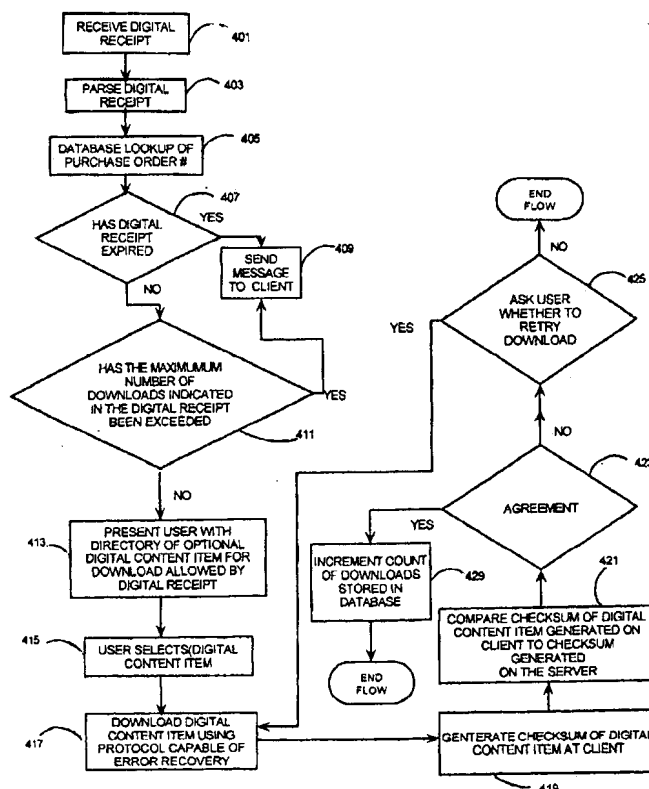 RECEIVE DIGITAL
RECEIPT
401
PARSE DIGITAL
RECEIPT
403
DATABASE LOOKUP OF
PURCHASE ORDER #
405
HAS DIGITAL
RECEIPT
EXPIRED
407
YES
NO
SEND
MESSAGE
TO CLIENT
409
HAS THE MAXIMUMUM
NUMBER OF
DOWNLOADS INDICATED
IN THE DIGITAL RECEIPT
BEEN EXCEEDED
YES
411
NO
413
PRESENT USER WITH
DIRECTORY OF OPTIONAL
DIGITAL CONTENT ITEM FOR
DOWNLOAD ALLOWED BY
DIGITAL RECEIPT
415
USER SELECTS(DIGITAL
CONTENT ITEM
417
DOWNLOAD DIGITAL
CONTENT ITEM USING
PROTOCOL CAPABLE OF
ERROR RECOVERY
GENTERATE CHECKSUM OF DIGITAL
CONTENT ITEM AT CLIENT
419
COMPARE CHECKSUM OF DIGITAL
CONTENT ITEM GENERATED ON
CLIENT TO CHECKSUM
GENERATED
ON THE SERVER
421
AGREEMENT
423
YES
NO
INCREMENT COUNT
OF DOWNLOADS
STORED IN
DATABASE
429
END
FLOW
ASK USER
WHETHER TO
RETRY
DOWNLOAD
425
YES
NO
END
FLOW